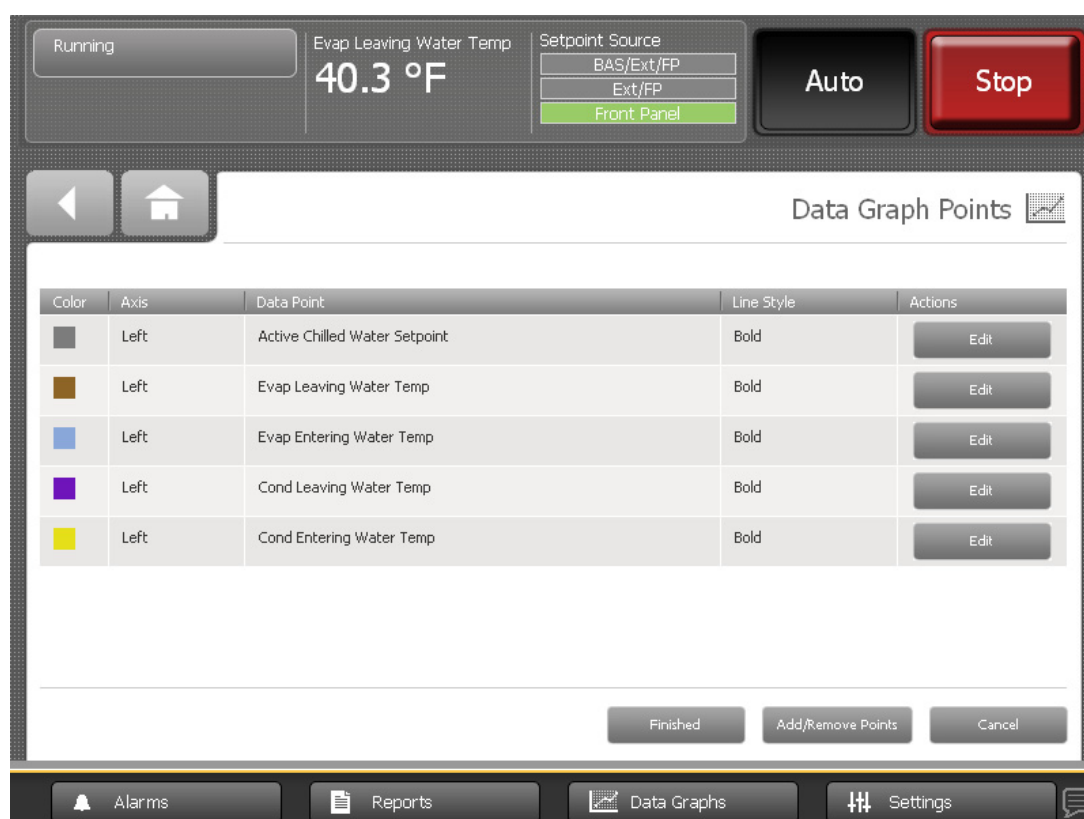 Running
Evap Leaving Water Temp
40.3 °F
Setpoint Source
BAS/Ext/FP
Ext/FP
Front Panel
Auto
Stop
Data Graph Points
Color Axis Data Point Line Style Actions
Left Active Chilled Water Setpoint Bold Edit
Left Evap Leaving Water Temp Bold Edit
Left Evap Entering Water Temp Bold Edit
Left Cond Leaving Water Temp Bold Edit
Left Cond Entering Water Temp Bold Edit
Finished Add/Remove Points Cancel
Alarms Reports Data Graphs Settings